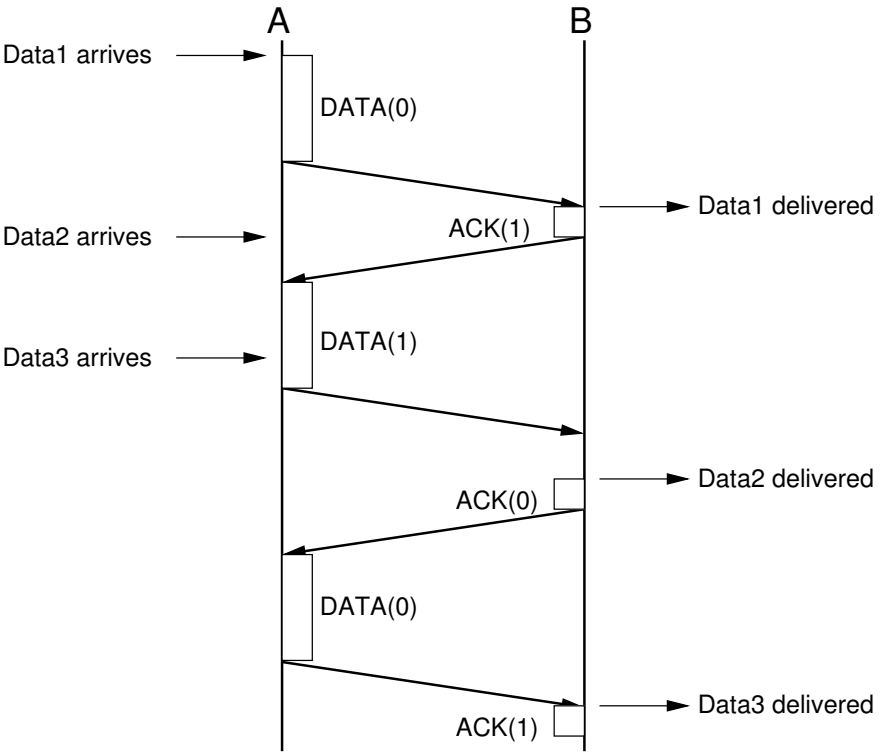 A
B
Data1 arrives
DATA(0)
Data1 delivered
ACK(1)
Data2 arrives
DATA(1)
Data3 arrives
Data2 delivered
ACK(0)
DATA(0)
Data3 delivered
ACK(1)